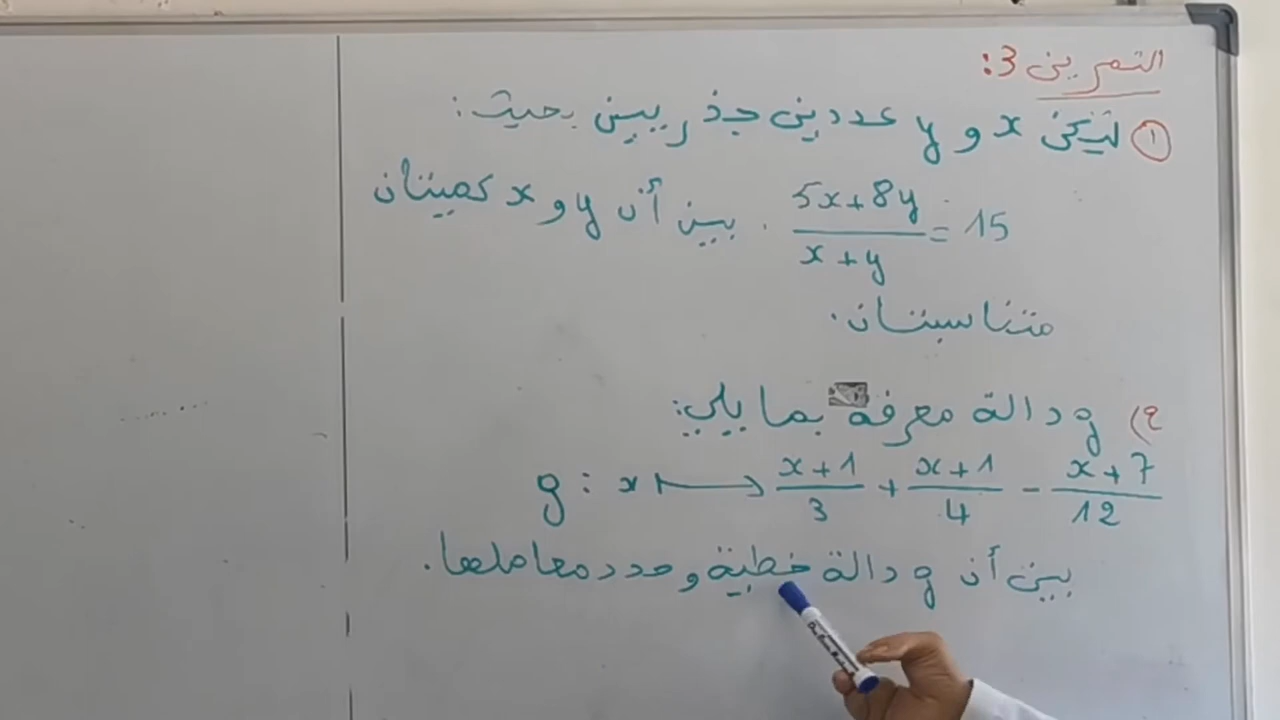 التمرين 3:
① لتكن x و y عددين جذريين بحيث:
5x+8y / x+y = 15 . بين أن y و x كميتان
متناسبتان.
2) g دالة معرفة بما يلي:
g : x ⟼ x+1 / 3 + x+1 / 4 - x+7 / 12
بين أن g دالة خطية وحدد معاملها.